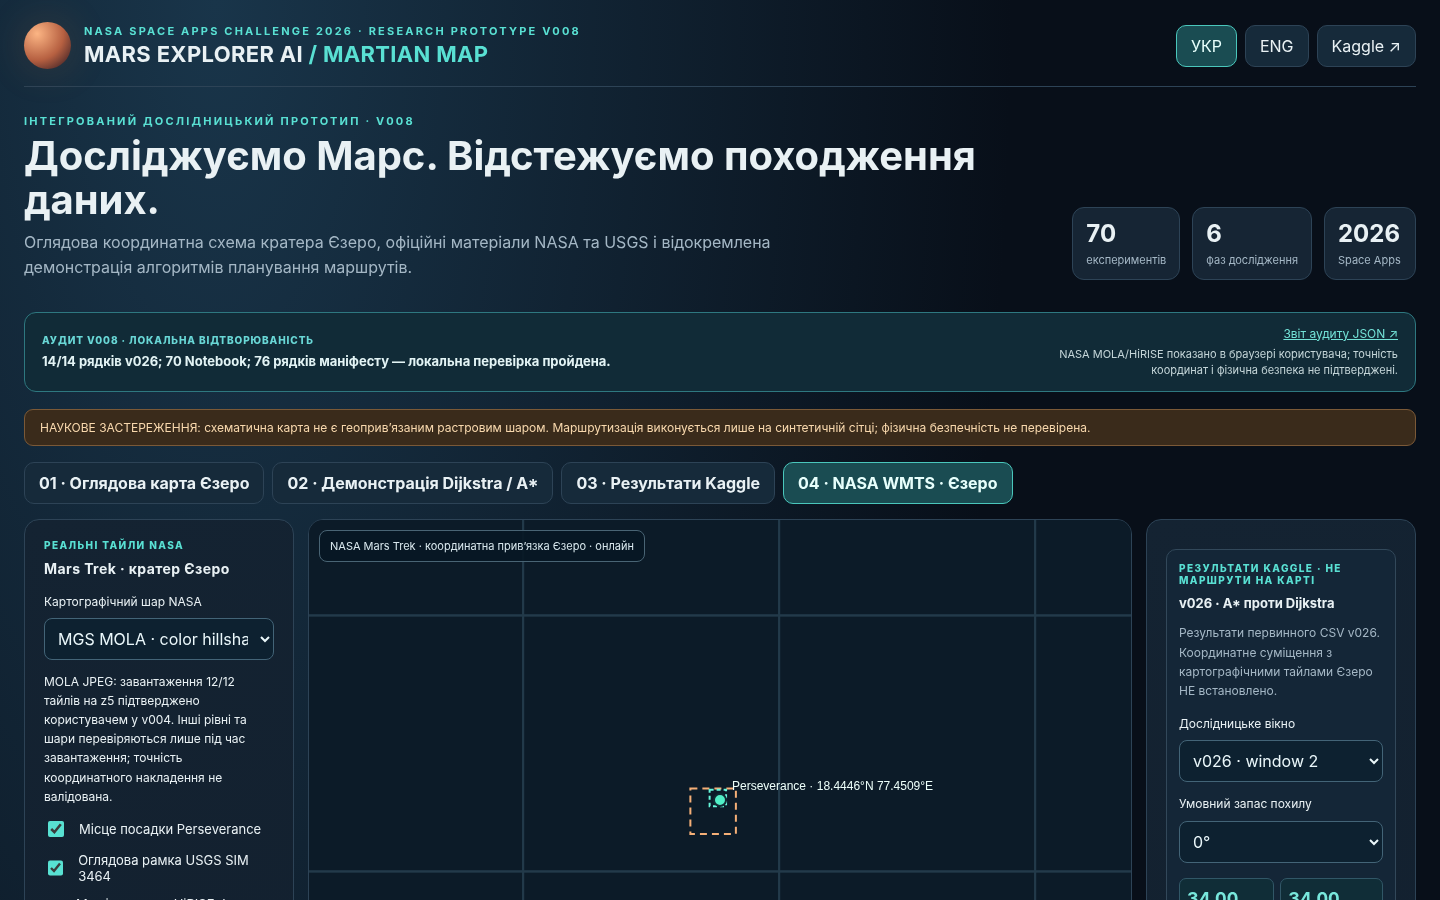 NASA SPACE APPS CHALLENGE 2026 · RESEARCH PROTOTYPE V008
MARS EXPLORER AI / MARTIAN MAP
УКР
ENG
Kaggle ↗
ІНТЕГРОВАНИЙ ДОСЛІДНИЦЬКИЙ ПРОТОТИП · V008
Досліджуємо Марс. Відстежуємо походження
даних.
Оглядова координатна схема кратера Єзеро, офіційні матеріали NASA та USGS і відокремлена
демонстрація алгоритмів планування маршрутів.
70
експериментів
6
фаз дослідження
2026
Space Apps
АУДИТ V008 · ЛОКАЛЬНА ВІДТВОРЮВАНІСТЬ
14/14 рядків v026; 70 Notebook; 76 рядків маніфесту — локальна перевірка пройдена.
Звіт аудиту JSON ↗
NASA MOLA/HiRISE показано в браузері користувача; точність
координат і фізична безпека не підтверджені.
НАУКОВЕ ЗАСТЕРЕЖЕННЯ: схематична карта не є геоприв’язаним растровим шаром. Маршрутизація виконується лише на синтетичній сітці; фізична безпечність не перевірена.
01 · Оглядова карта Єзеро
02 · Демонстрація Dijkstra / A*
03 · Результати Kaggle
04 · NASA WMTS · Єзеро
РЕАЛЬНІ ТАЙЛИ NASA
Mars Trek · кратер Єзеро
Картографічний шар NASA
MGS MOLA · color hillsha
MOLA JPEG: завантаження 12/12
тайлів на z5 підтверджено
користувачем у v004. Інші рівні та
шари перевіряються лише під час
завантаження; точність
координатного накладення не
валідована.
Місце посадки Perseverance
Оглядова рамка USGS SIM
3464
NASA Mars Trek · координатна прив’язка Єзеро · онлайн
Perseverance · 18.4446°N 77.4509°E
РЕЗУЛЬТАТИ KAGGLE · НЕ
МАРШРУТИ НА КАРТІ
v026 · A* проти Dijkstra
Результати первинного CSV v026.
Координатне суміщення з
картографічними тайлами Єзеро
НЕ встановлено.
Дослідницьке вікно
v026 · window 2
Умовний запас похилу
0°
34.00
34.00